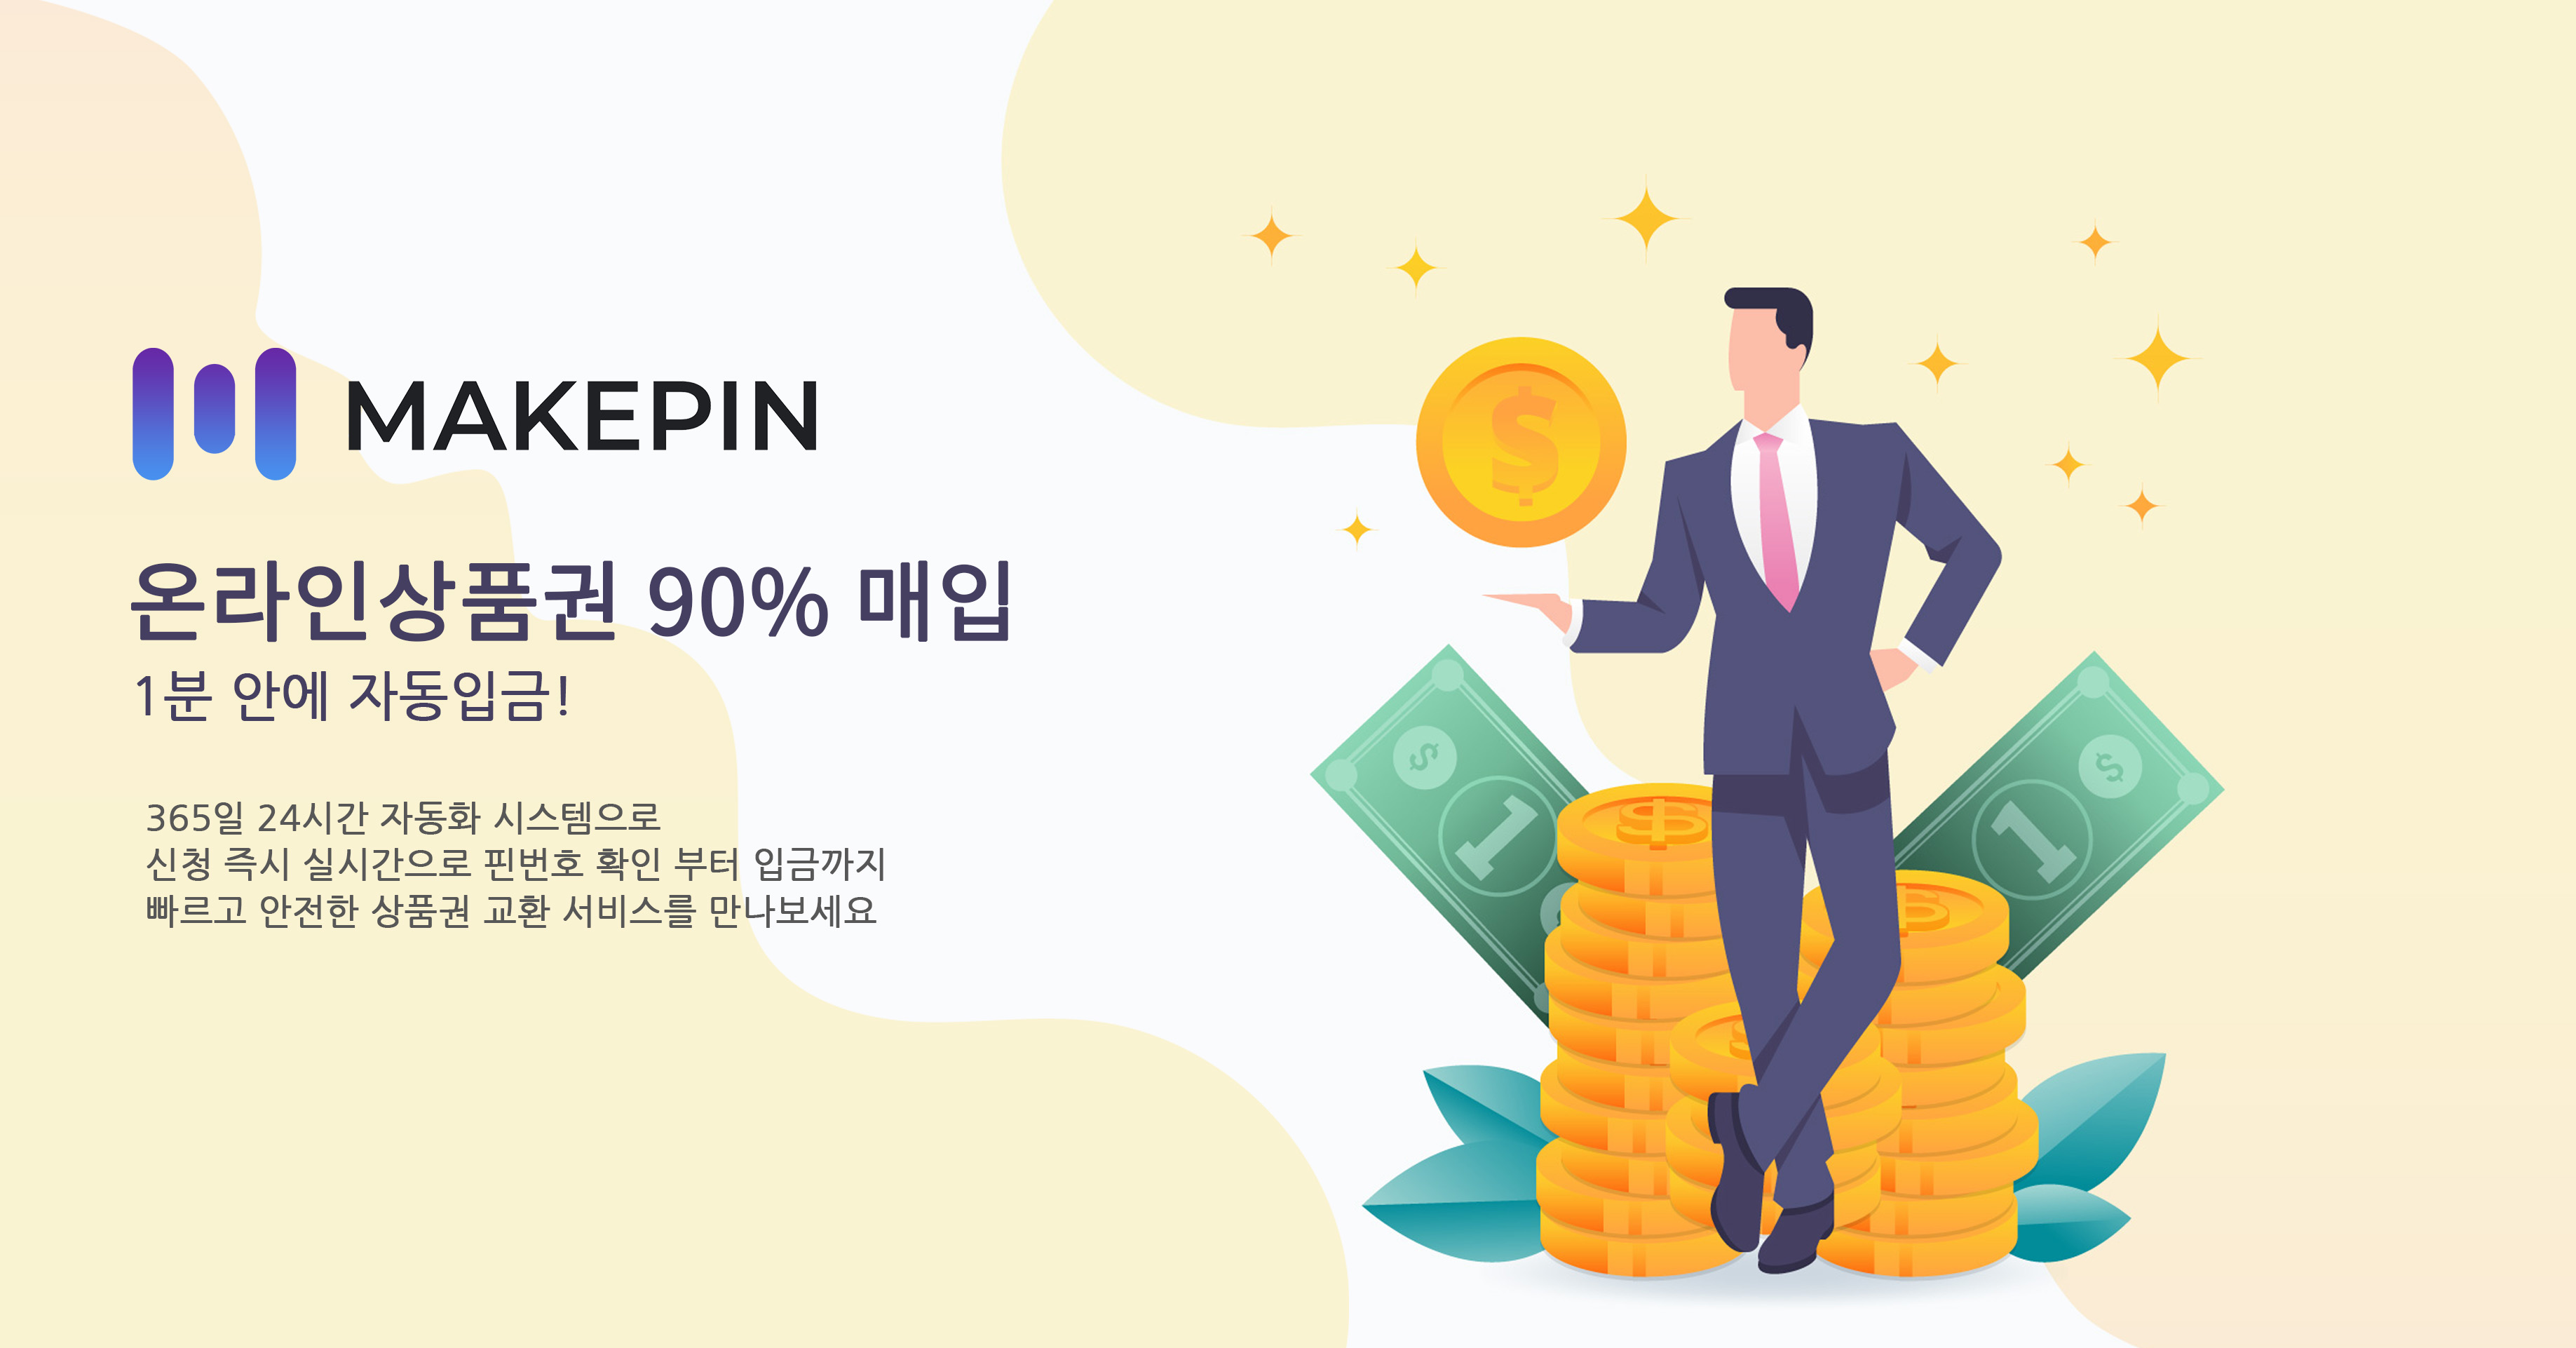 MAKEPIN
온라인상품권 90% 매입
1분 안에 자동입금!
365일 24시간 자동화 시스템으로
신청 즉시 실시간으로 핀번호 확인 부터 입금까지
빠르고 안전한 상품권 교환 서비스를 만나보세요
$
$
1
$
1